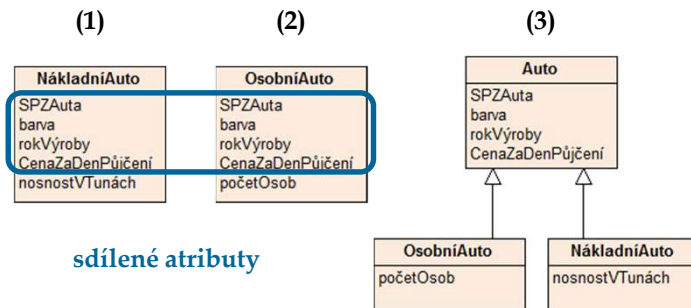 (1)
(2)
(3)
NákladníAuto
SPZAuta
barva
rokVýroby
CenaZaDenPůjčení
nosnostVTunách
OsobníAuto
SPZAuta
barva
rokVýroby
CenaZaDenPůjčení
početOsob
Auto
SPZAuta
barva
rokVýroby
CenaZaDenPůjčení
sdílené atributy
OsobníAuto
početOsob
NákladníAuto
nosnostVTunách